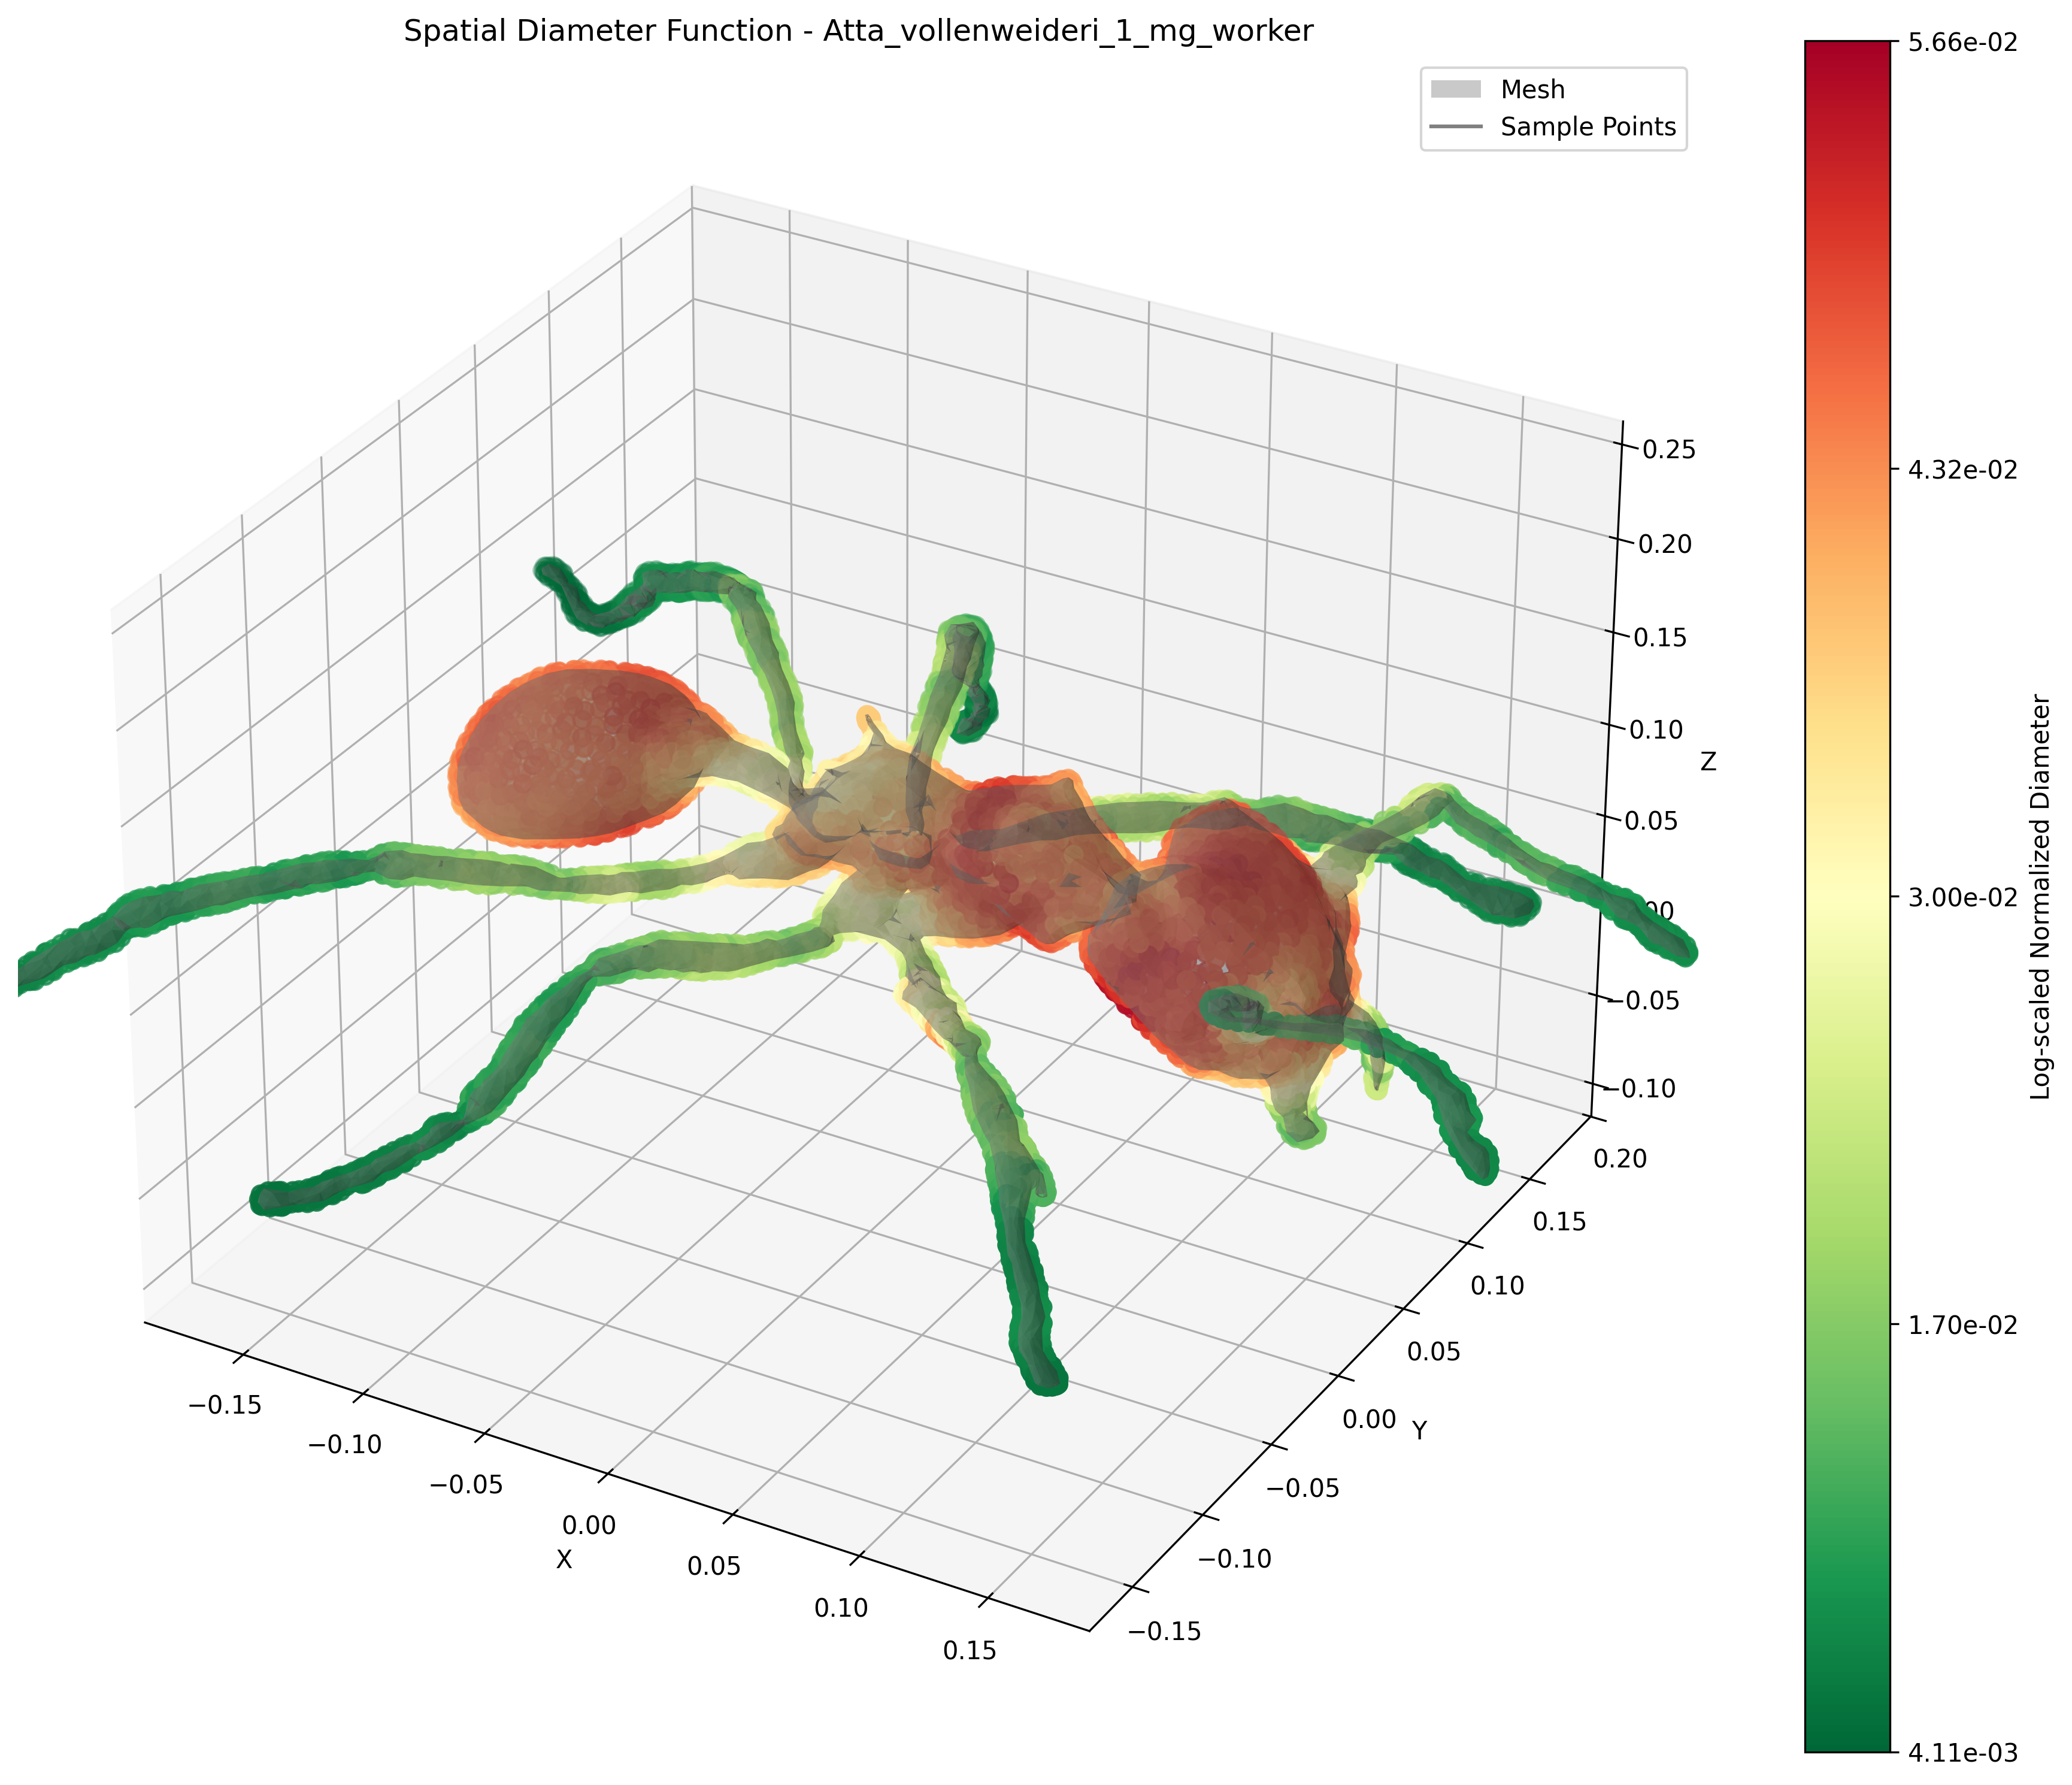 Spatial Diameter Function - Atta_vollenweideri_1_mg_worker
Mesh
Sample Points
5.66e-02
4.32e-02
3.00e-02
1.70e-02
4.11e-03
Log-scaled Normalized Diameter
0.25
0.20
0.15
0.10
0.05
00
−0.05
−0.10
Z
0.20
0.15
0.10
0.05
0.00
−0.05
−0.10
−0.15
Y
−0.15
−0.10
−0.05
0.00
0.05
0.10
0.15
X